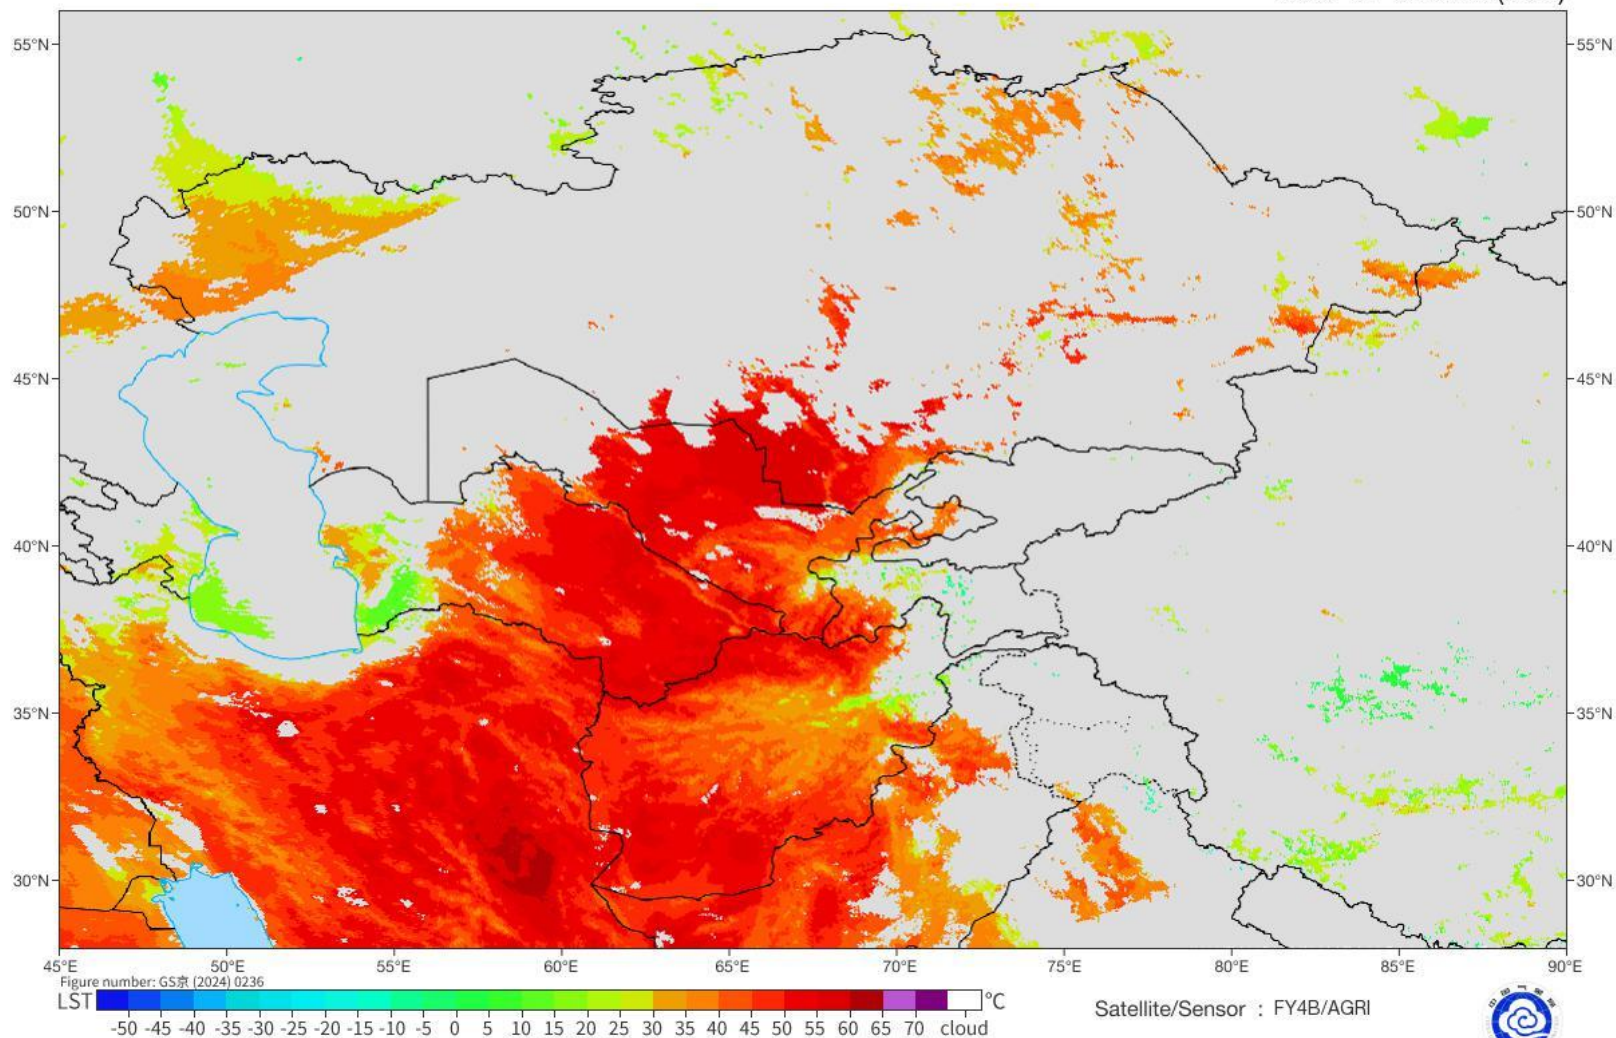 55°N 55°N
50°N 50°N
45°N 45°N
40°N 40°N
35°N 35°N
30°N 30°N
45°E 50°E 55°E 60°E 65°E 70°E 75°E 80°E 85°E 90°E
Figure number: GS京 (2024) 0236
LST °C
-50 -45 -40 -35 -30 -25 -20 -15 -10 -5 0 5 10 15 20 25 30 35 40 45 50 55 60 65 70 cloud
Satellite/Sensor : FY4B/AGRI